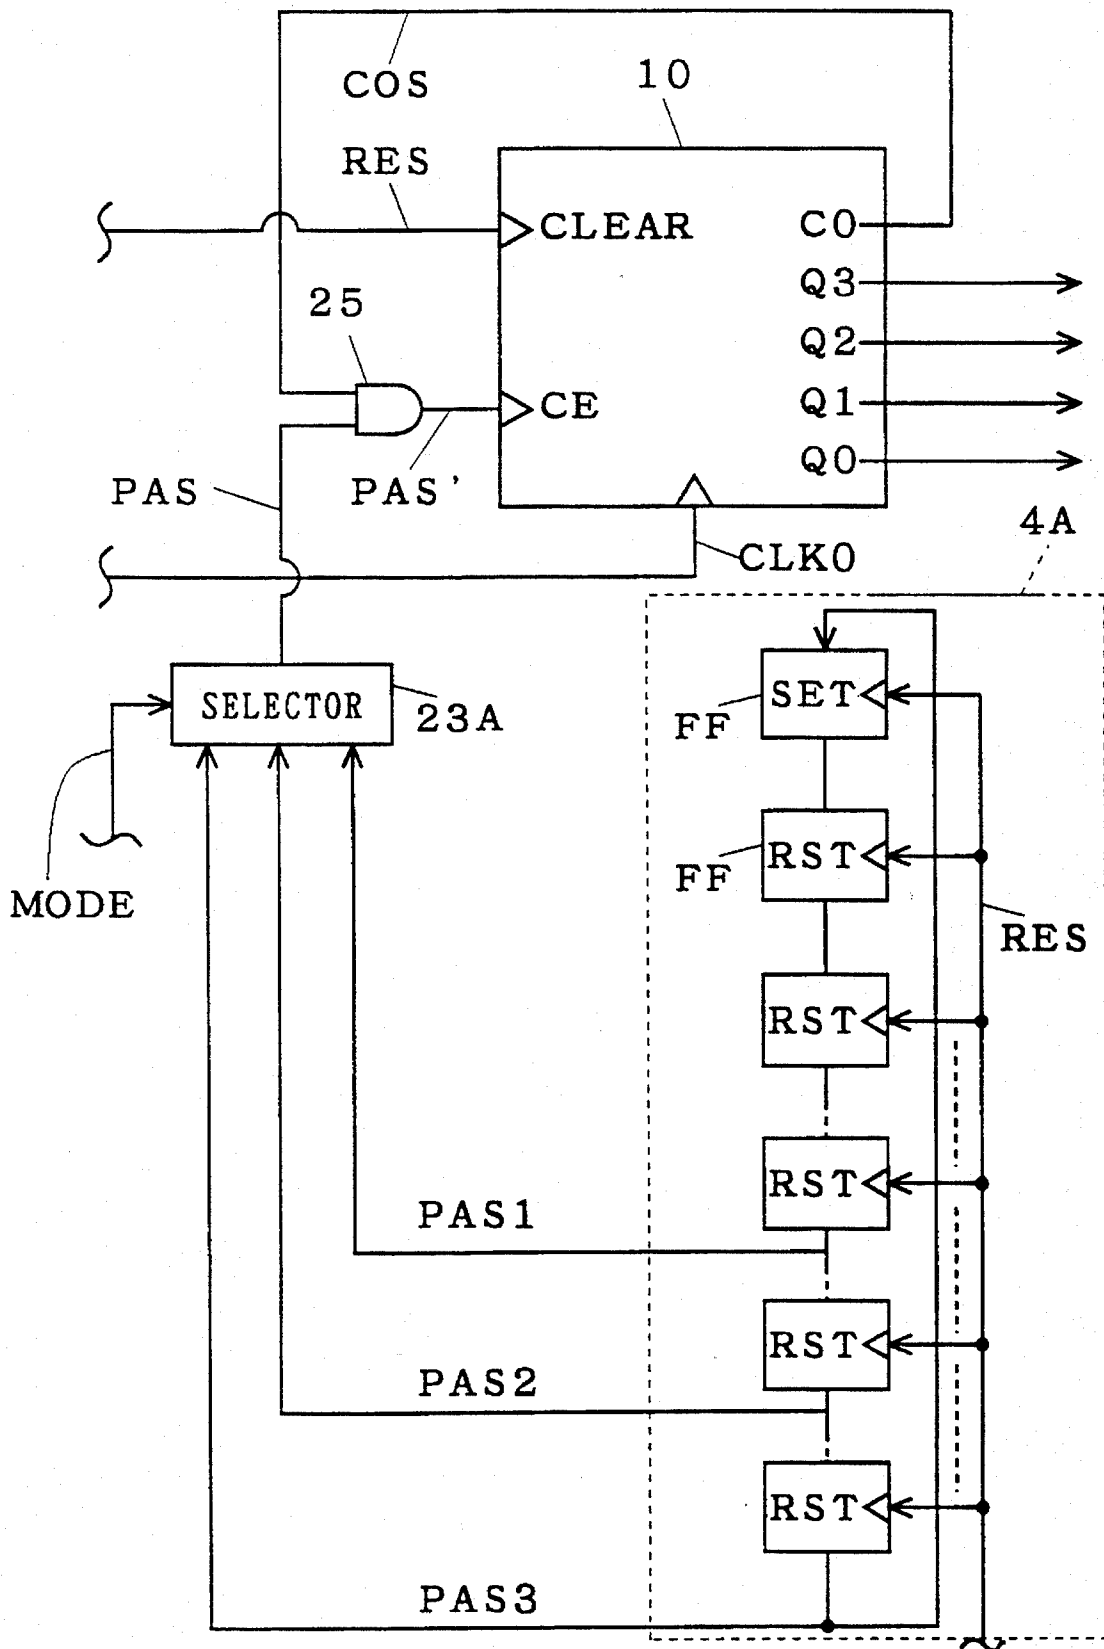 COS
10
RES
CLEAR
C0
Q3
25
Q2
CE
Q1
Q0
PAS
PAS'
4A
CLK0
SELECTOR
SET
23A
FF
RST
FF
MODE
RES
RST
RST
PAS1
RST
PAS2
RST
PAS3